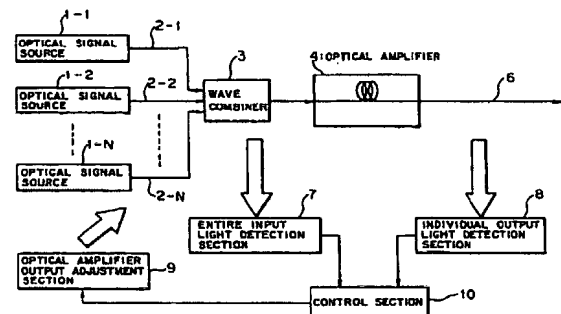 1-1
OPTICAL SIGNAL
SOURCE
2-1
1-2
OPTICAL SIGNAL
SOURCE
2-2
3
WAVE
COMBINER
4:OPTICAL AMPLIFIER
6
1-N
OPTICAL SIGNAL
SOURCE
2-N
7
ENTIRE INPUT
LIGHT DETECTION
SECTION
8
INDIVIDUAL OUTPUT
LIGHT DETECTION
SECTION
OPTICAL AMPLIFIER
OUTPUT ADJUSTMENT
SECTION
9
CONTROL SECTION
10